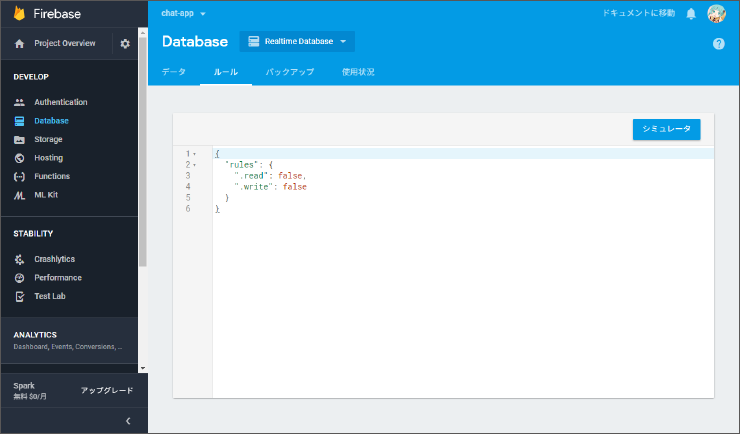 Firebase
Project Overview
DEVELOP
Authentication
Database
Storage
Hosting
Functions
ML Kit
STABILITY
Crashlytics
Performance
Test Lab
ANALYTICS
Dashboard, Events, Conversions, ...
Spark
無料 $0/月
アップグレード
chat-app
ドキュメントに移動
Database
Realtime Database
データ
ルール
バックアップ
使用状況
シミュレータ
1 {
2 "rules": {
3 ".read": false,
4 ".write": false
5 }
6 }